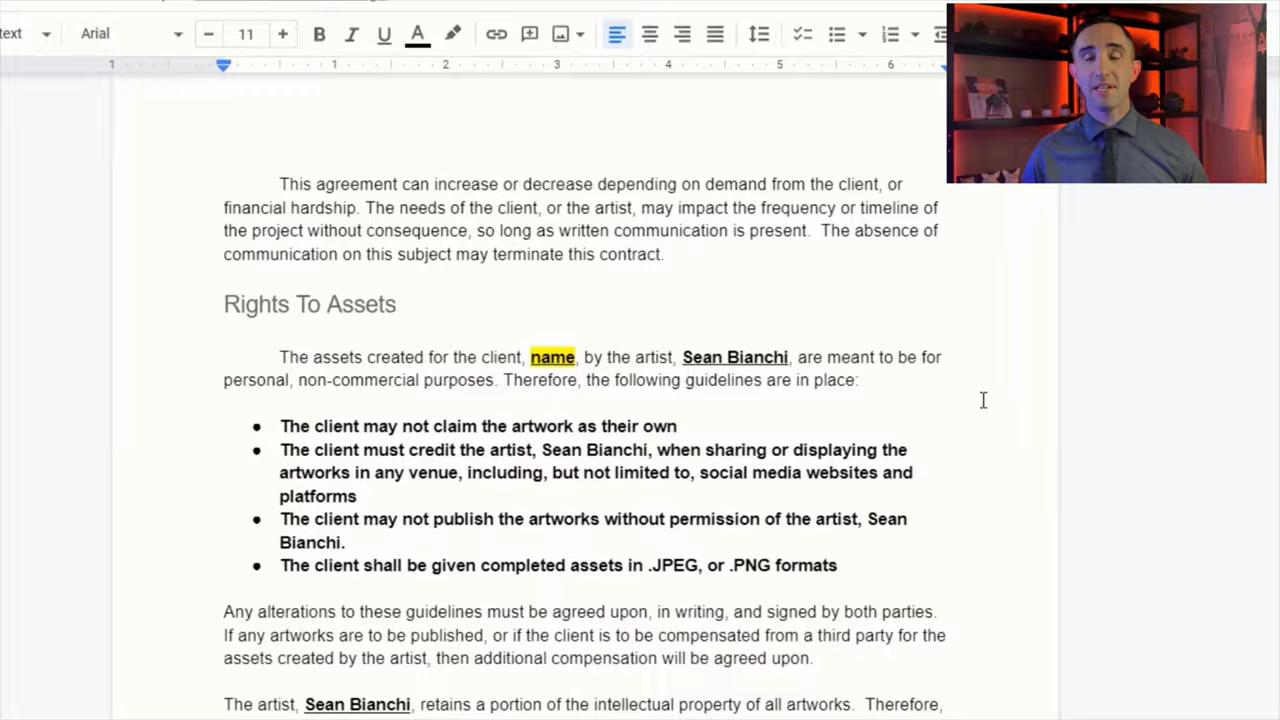 ext Arial 11 B I U A
1 1 2 3 4 5 6
This agreement can increase or decrease depending on demand from the client, or
financial hardship. The needs of the client, or the artist, may impact the frequency or timeline of
the project without consequence, so long as written communication is present.  The absence of
communication on this subject may terminate this contract.
Rights To Assets
The assets created for the client, name, by the artist, Sean Bianchi, are meant to be for
personal, non-commercial purposes. Therefore, the following guidelines are in place:
● The client may not claim the artwork as their own
● The client must credit the artist, Sean Bianchi, when sharing or displaying the
artworks in any venue, including, but not limited to, social media websites and
platforms
● The client may not publish the artworks without permission of the artist, Sean
Bianchi.
● The client shall be given completed assets in .JPEG, or .PNG formats
Any alterations to these guidelines must be agreed upon, in writing, and signed by both parties.
If any artworks are to be published, or if the client is to be compensated from a third party for the
assets created by the artist, then additional compensation will be agreed upon.
The artist, Sean Bianchi, retains a portion of the intellectual property of all artworks.  Therefore,